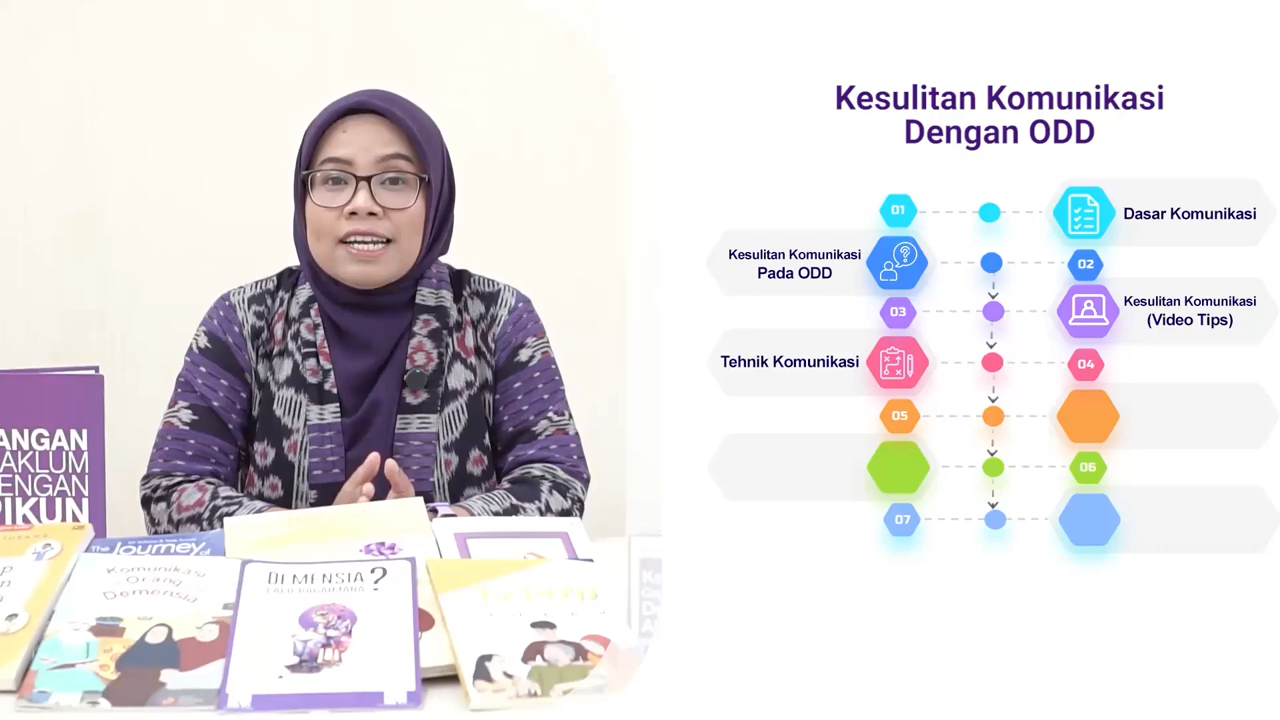 Kesulitan Komunikasi
Dengan ODD
01
Dasar Komunikasi
Kesulitan Komunikasi
Pada ODD
02
03
Kesulitan Komunikasi
(Video Tips)
Tehnik Komunikasi
04
05
06
07
ANGAN
AKLUM
ENGAN
PIKUN
The Journey of
Komunikasi
Orang
Demensia
DEMENSIA?